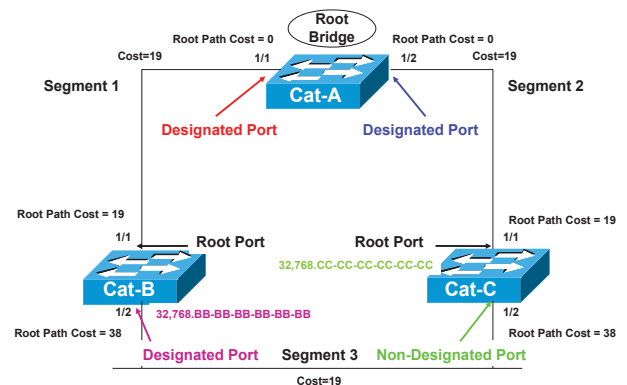 Root
Bridge
Root Path Cost = 0
Root Path Cost = 0
Cost=19
1/1
1/2
Cost=19
Segment 1
Segment 2
Cat-A
Designated Port
Designated Port
Root Path Cost = 19
Root Path Cost = 19
1/1
1/1
Root Port
Root Port
32,768.CC-CC-CC-CC-CC-CC
Cat-B
Cat-C
1/2
32,768.BB-BB-BB-BB-BB-BB
1/2
Root Path Cost = 38
Root Path Cost = 38
Designated Port
Segment 3
Non-Designated Port
Cost=19